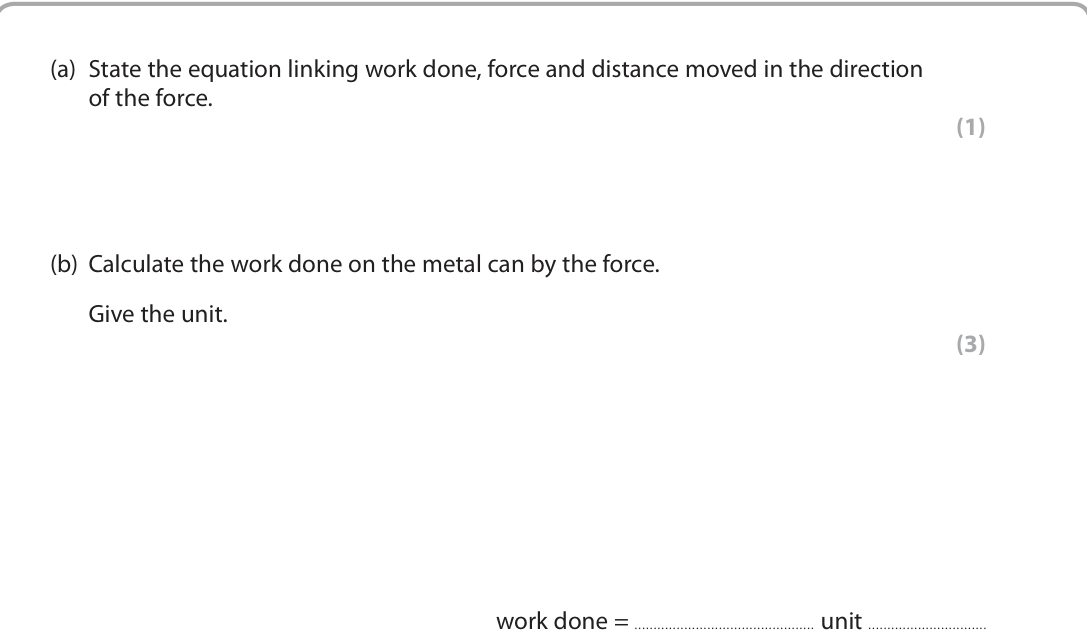 (a) State the equation linking work done, force and distance moved in the direction
of the force.
(1)
(b) Calculate the work done on the metal can by the force.
Give the unit.
(3)
work done = .............................................. unit ..............................